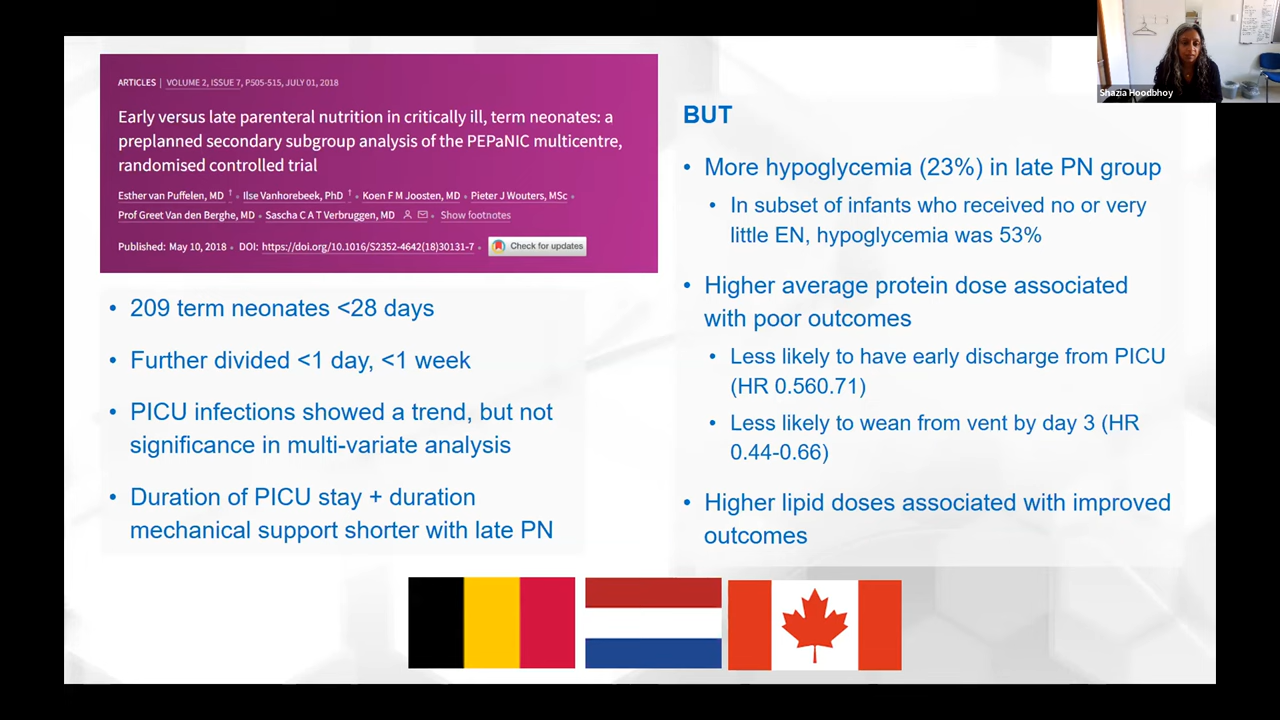 ARTICLES | VOLUME 2, ISSUE 7, P505-515, JULY 01, 2018
Early versus late parenteral nutrition in critically ill, term neonates: a
preplanned secondary subgroup analysis of the PEPaNIC multicentre,
randomised controlled trial
Esther van Puffelen, MD † • Ilse Vanhorebeek, PhD † • Koen F M Joosten, MD • Pieter J Wouters, MSc •
Prof Greet Van den Berghe, MD • Sascha C A T Verbruggen, MD Show footnotes
Published: May 10, 2018 • DOI: https://doi.org/10.1016/S2352-4642(18)30131-7 • Check for updates
• 209 term neonates <28 days
• Further divided <1 day, <1 week
• PICU infections showed a trend, but not
significance in multi-variate analysis
• Duration of PICU stay + duration
mechanical support shorter with late PN
BUT
• More hypoglycemia (23%) in late PN group
• In subset of infants who received no or very
little EN, hypoglycemia was 53%
• Higher average protein dose associated
with poor outcomes
• Less likely to have early discharge from PICU
(HR 0.560.71)
• Less likely to wean from vent by day 3 (HR
0.44-0.66)
• Higher lipid doses associated with improved
outcomes
Shazia Hoodbhoy